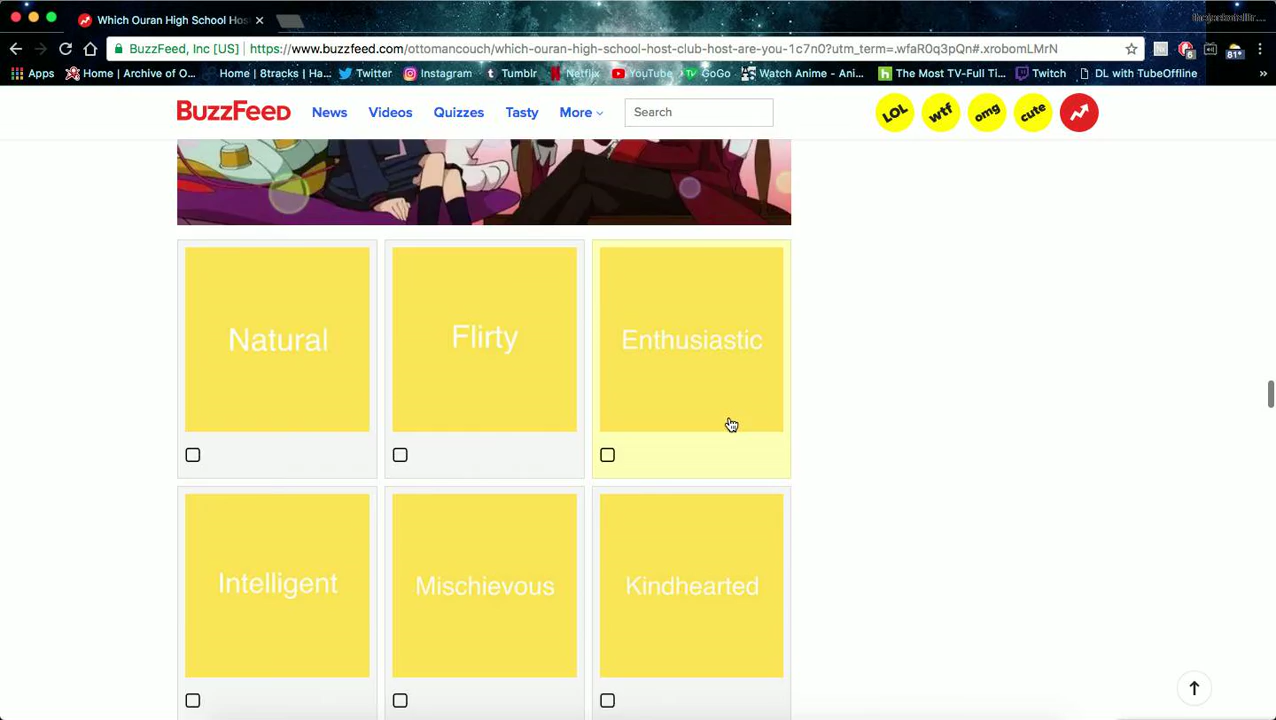 Which Ouran High School Hos
BuzzFeed, Inc [US] https://www.buzzfeed.com/ottomancouch/which-ouran-high-school-host-club-host-are-you-1c7n0?utm_term=.wfaR0q3pQn#.xrobomLMrN
Apps Home | Archive of O... Home | 8tracks | Ha... Twitter Instagram Tumblr Netflix YouTube GoGo Watch Anime - Ani... The Most TV-Full Ti... Twitch DL with TubeOffline »
BuzzFeed News Videos Quizzes Tasty More Search LOL wtf omg cute
Natural Flirty Enthusiastic
Intelligent Mischievous Kindhearted